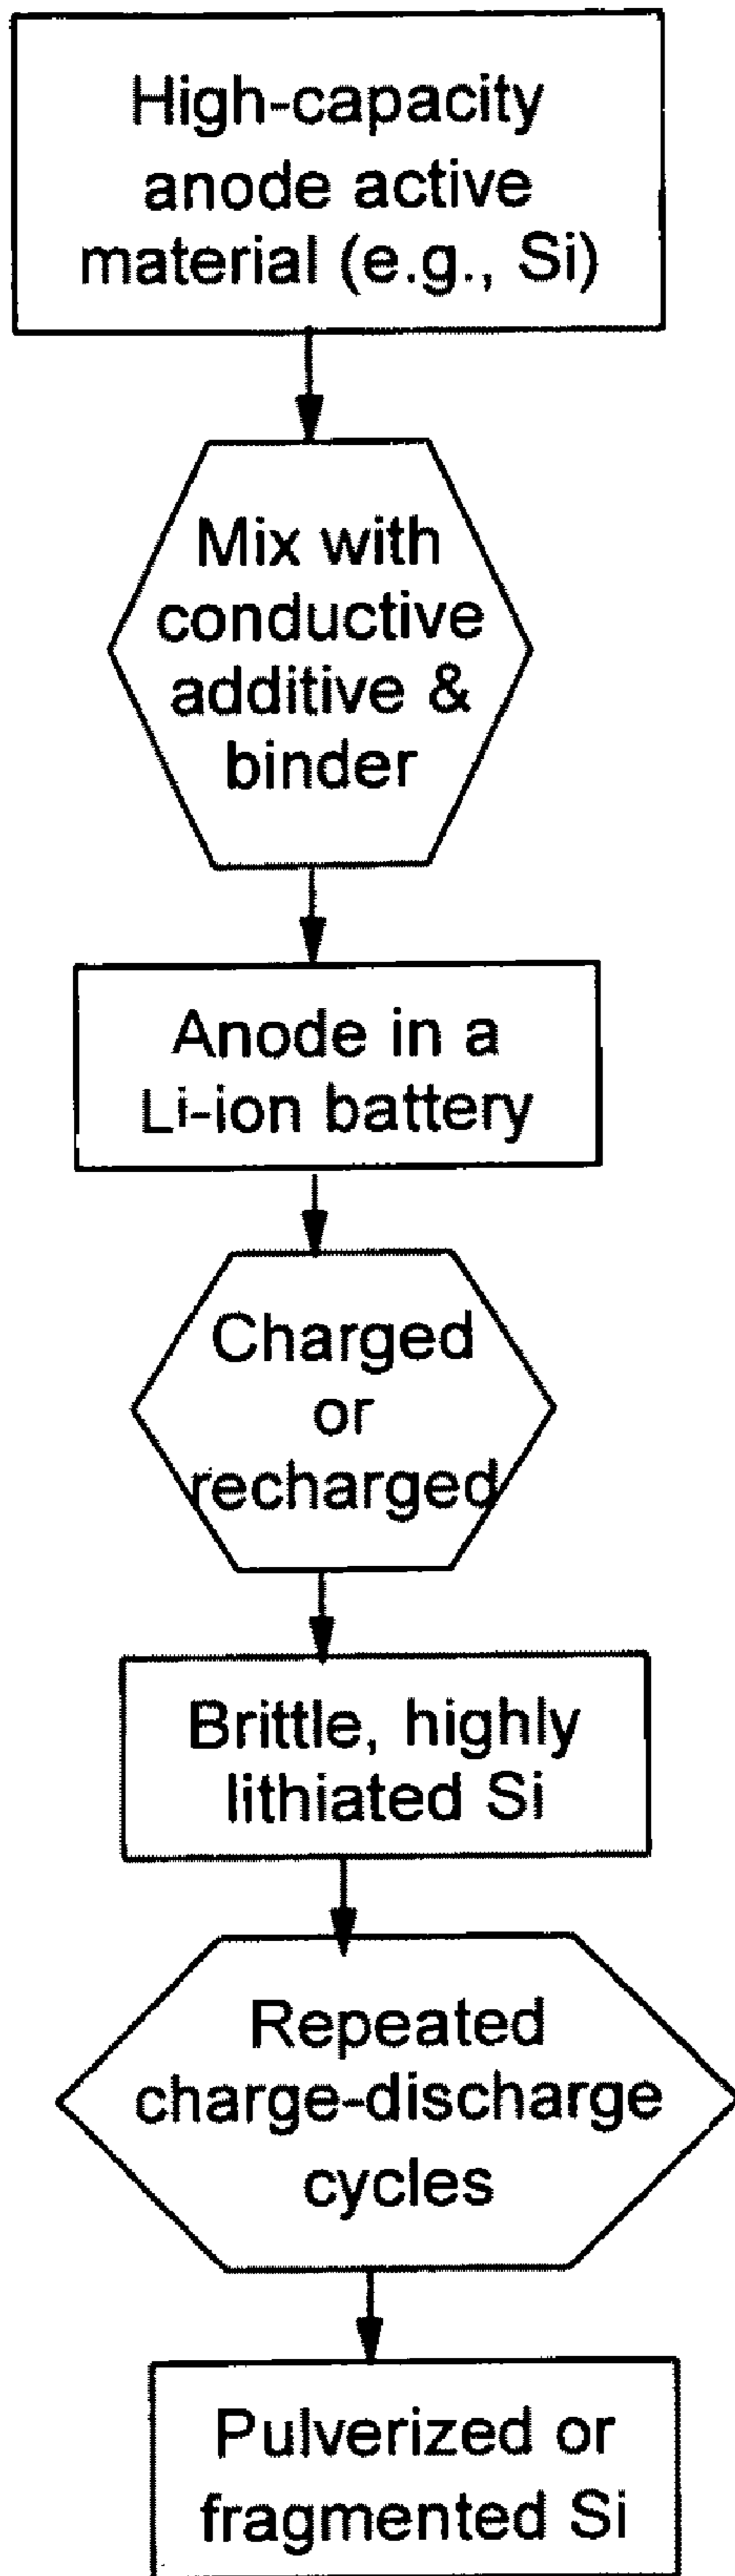 High-capacity
anode active
material (e.g., Si)
Mix with
conductive
additive &
binder
Anode in a
Li-ion battery
Charged
or
recharged
Brittle, highly
lithiated Si
Repeated
charge-discharge
cycles
Pulverized or
fragmented Si